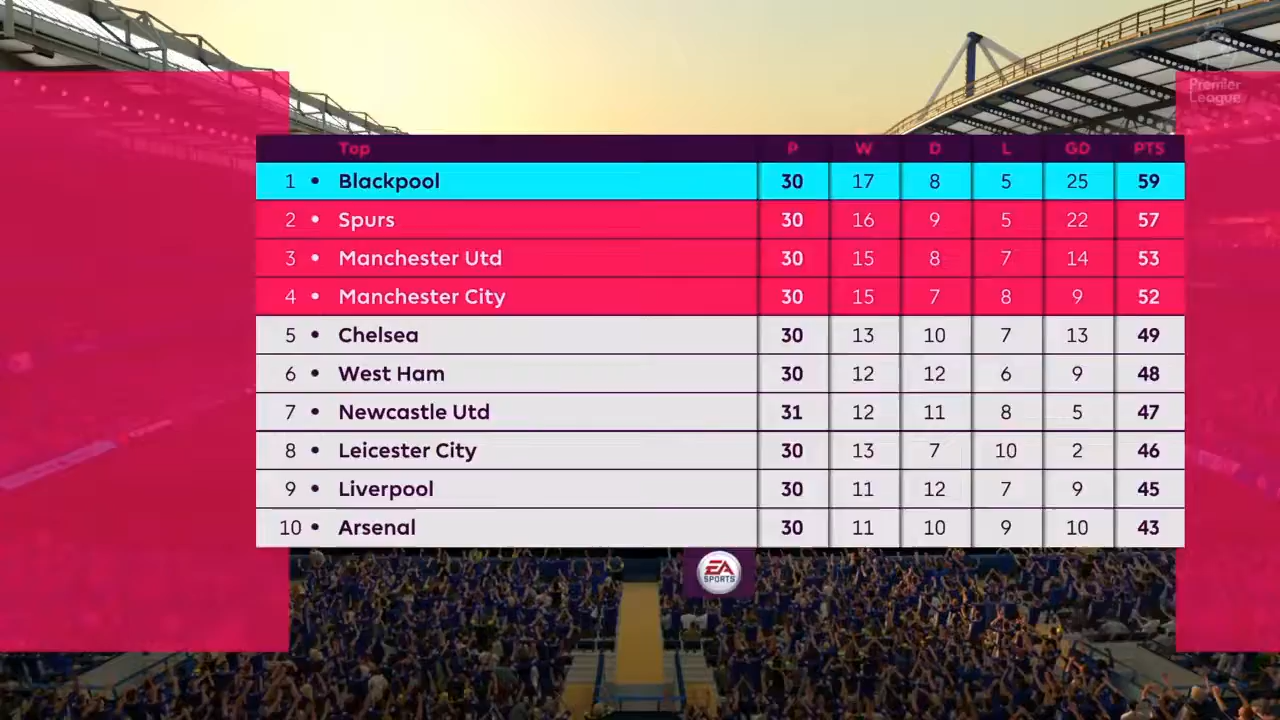 Premier
League
Top P W D L GD PTS
1 • Blackpool 30 17 8 5 25 59
2 • Spurs 30 16 9 5 22 57
3 • Manchester Utd 30 15 8 7 14 53
4 • Manchester City 30 15 7 8 9 52
5 • Chelsea 30 13 10 7 13 49
6 • West Ham 30 12 12 6 9 48
7 • Newcastle Utd 31 12 11 8 5 47
8 • Leicester City 30 13 7 10 2 46
9 • Liverpool 30 11 12 7 9 45
10 • Arsenal 30 11 10 9 10 43
EA
SPORTS